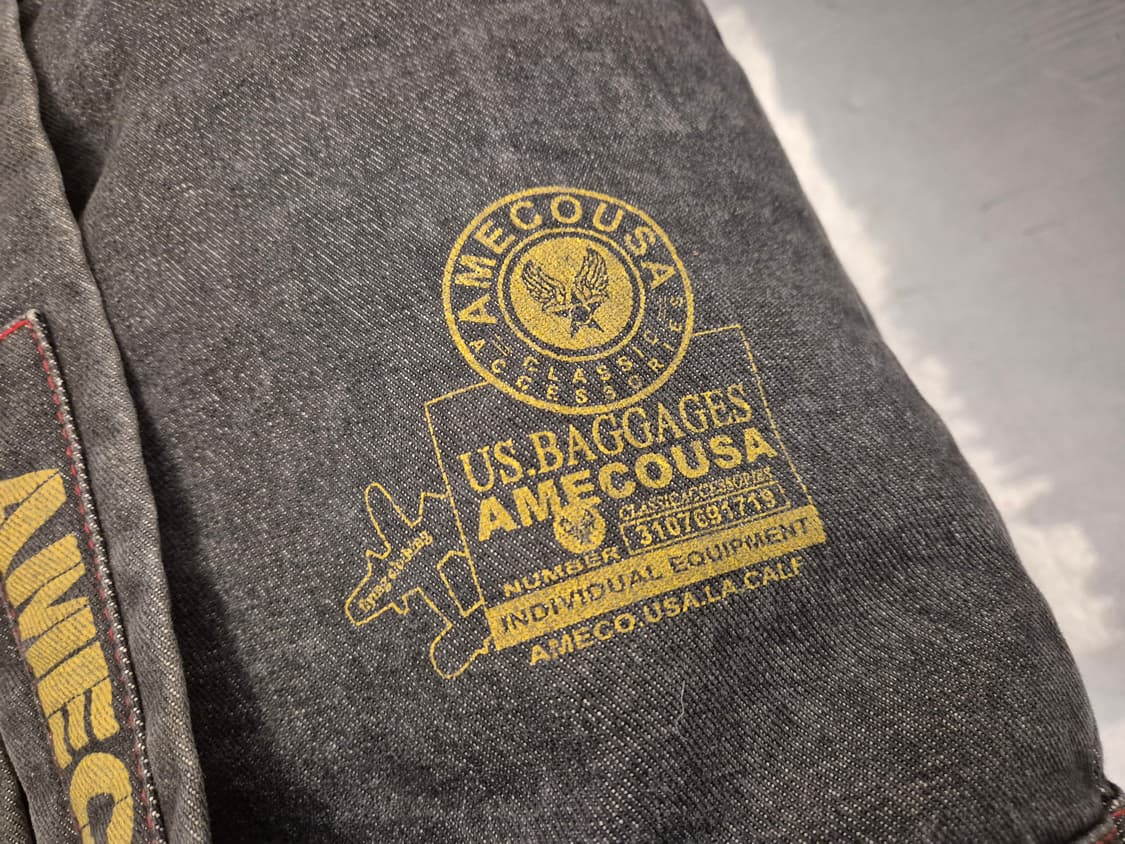 AMECOUSA
CLASSIC
ACCESSORIES
US.BAGGAGES
AMECOUSA
CLASSIC ACCESSORIES
3107691719
NUMBER
INDIVIDUAL EQUIPMENT
AMECO.USA.LA.CALF
AMEC